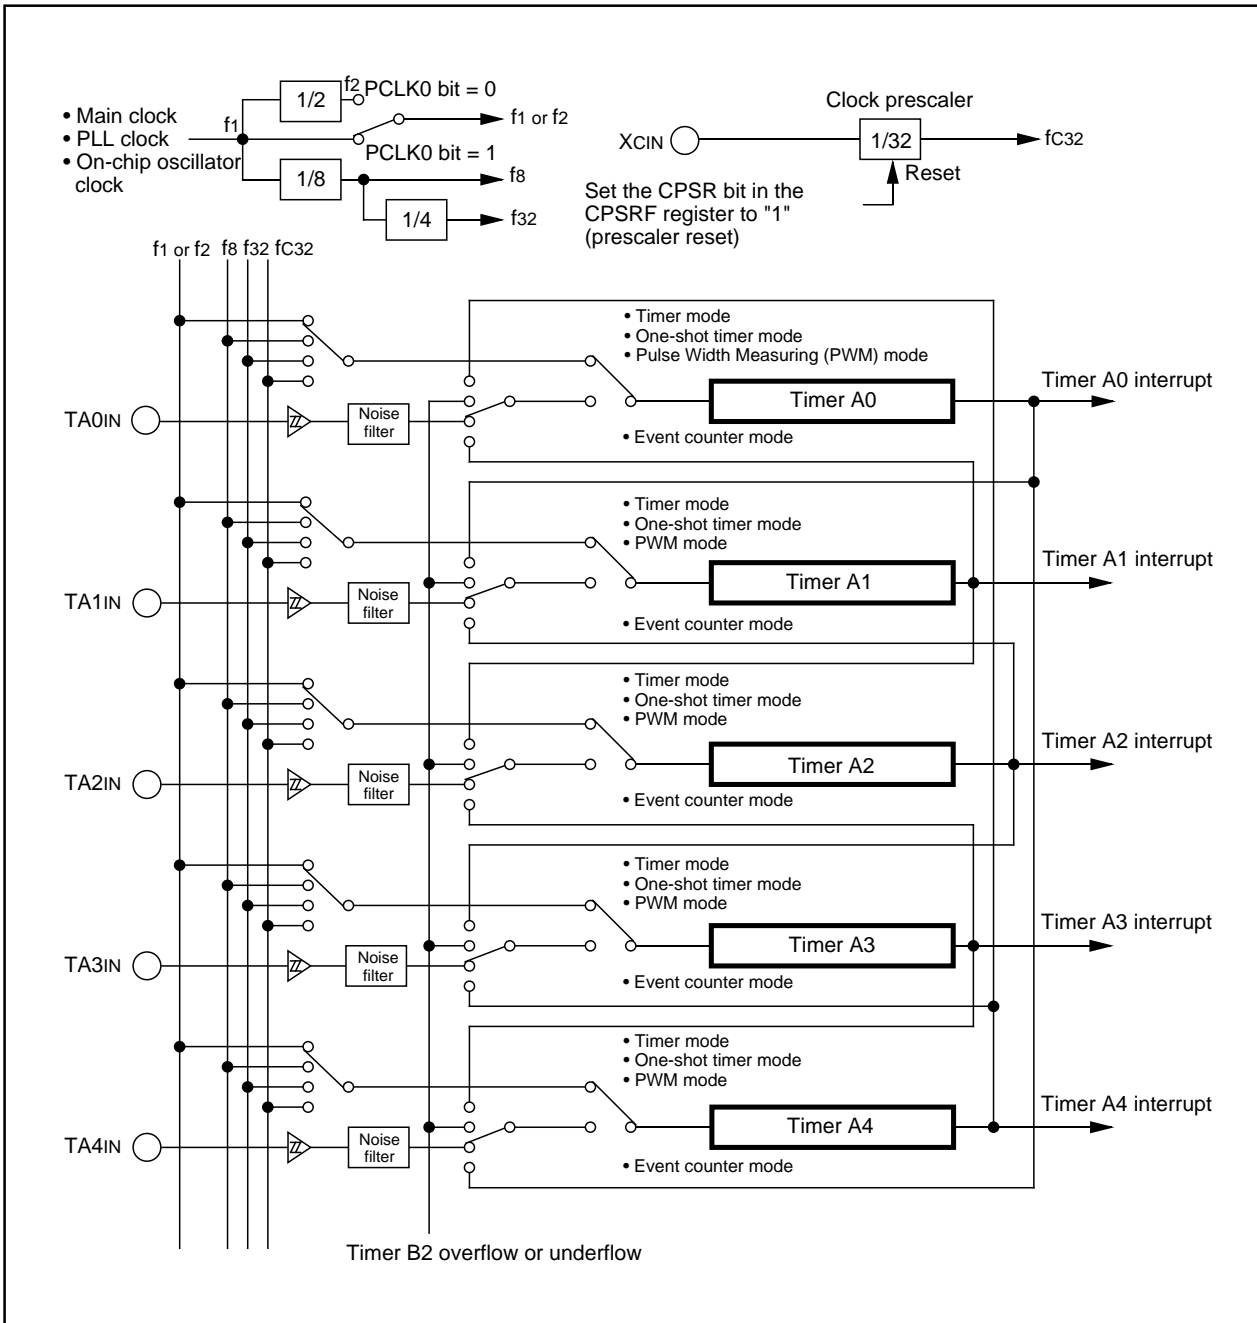 • Main clock
• PLL clock
• On-chip oscillator
clock
f1
1/2
f2
PCLK0 bit = 0
f1 or f2
PCLK0 bit = 1
1/8
f8
1/4
f32
Clock prescaler
XCIN
1/32
fC32
Reset
Set the CPSR bit in the
CPSRF register to "1"
(prescaler reset)
f1 or f2 f8 f32 fC32
• Timer mode
• One-shot timer mode
• Pulse Width Measuring (PWM) mode
Timer A0 interrupt
Timer A0
TA0IN
Noise
filter
• Event counter mode
• Timer mode
• One-shot timer mode
• PWM mode
Timer A1 interrupt
Timer A1
TA1IN
Noise
filter
• Event counter mode
• Timer mode
• One-shot timer mode
• PWM mode
Timer A2 interrupt
Timer A2
TA2IN
Noise
filter
• Event counter mode
• Timer mode
• One-shot timer mode
• PWM mode
Timer A3 interrupt
Timer A3
TA3IN
Noise
filter
• Event counter mode
• Timer mode
• One-shot timer mode
• PWM mode
Timer A4 interrupt
Timer A4
TA4IN
Noise
filter
• Event counter mode
Timer B2 overflow or underflow